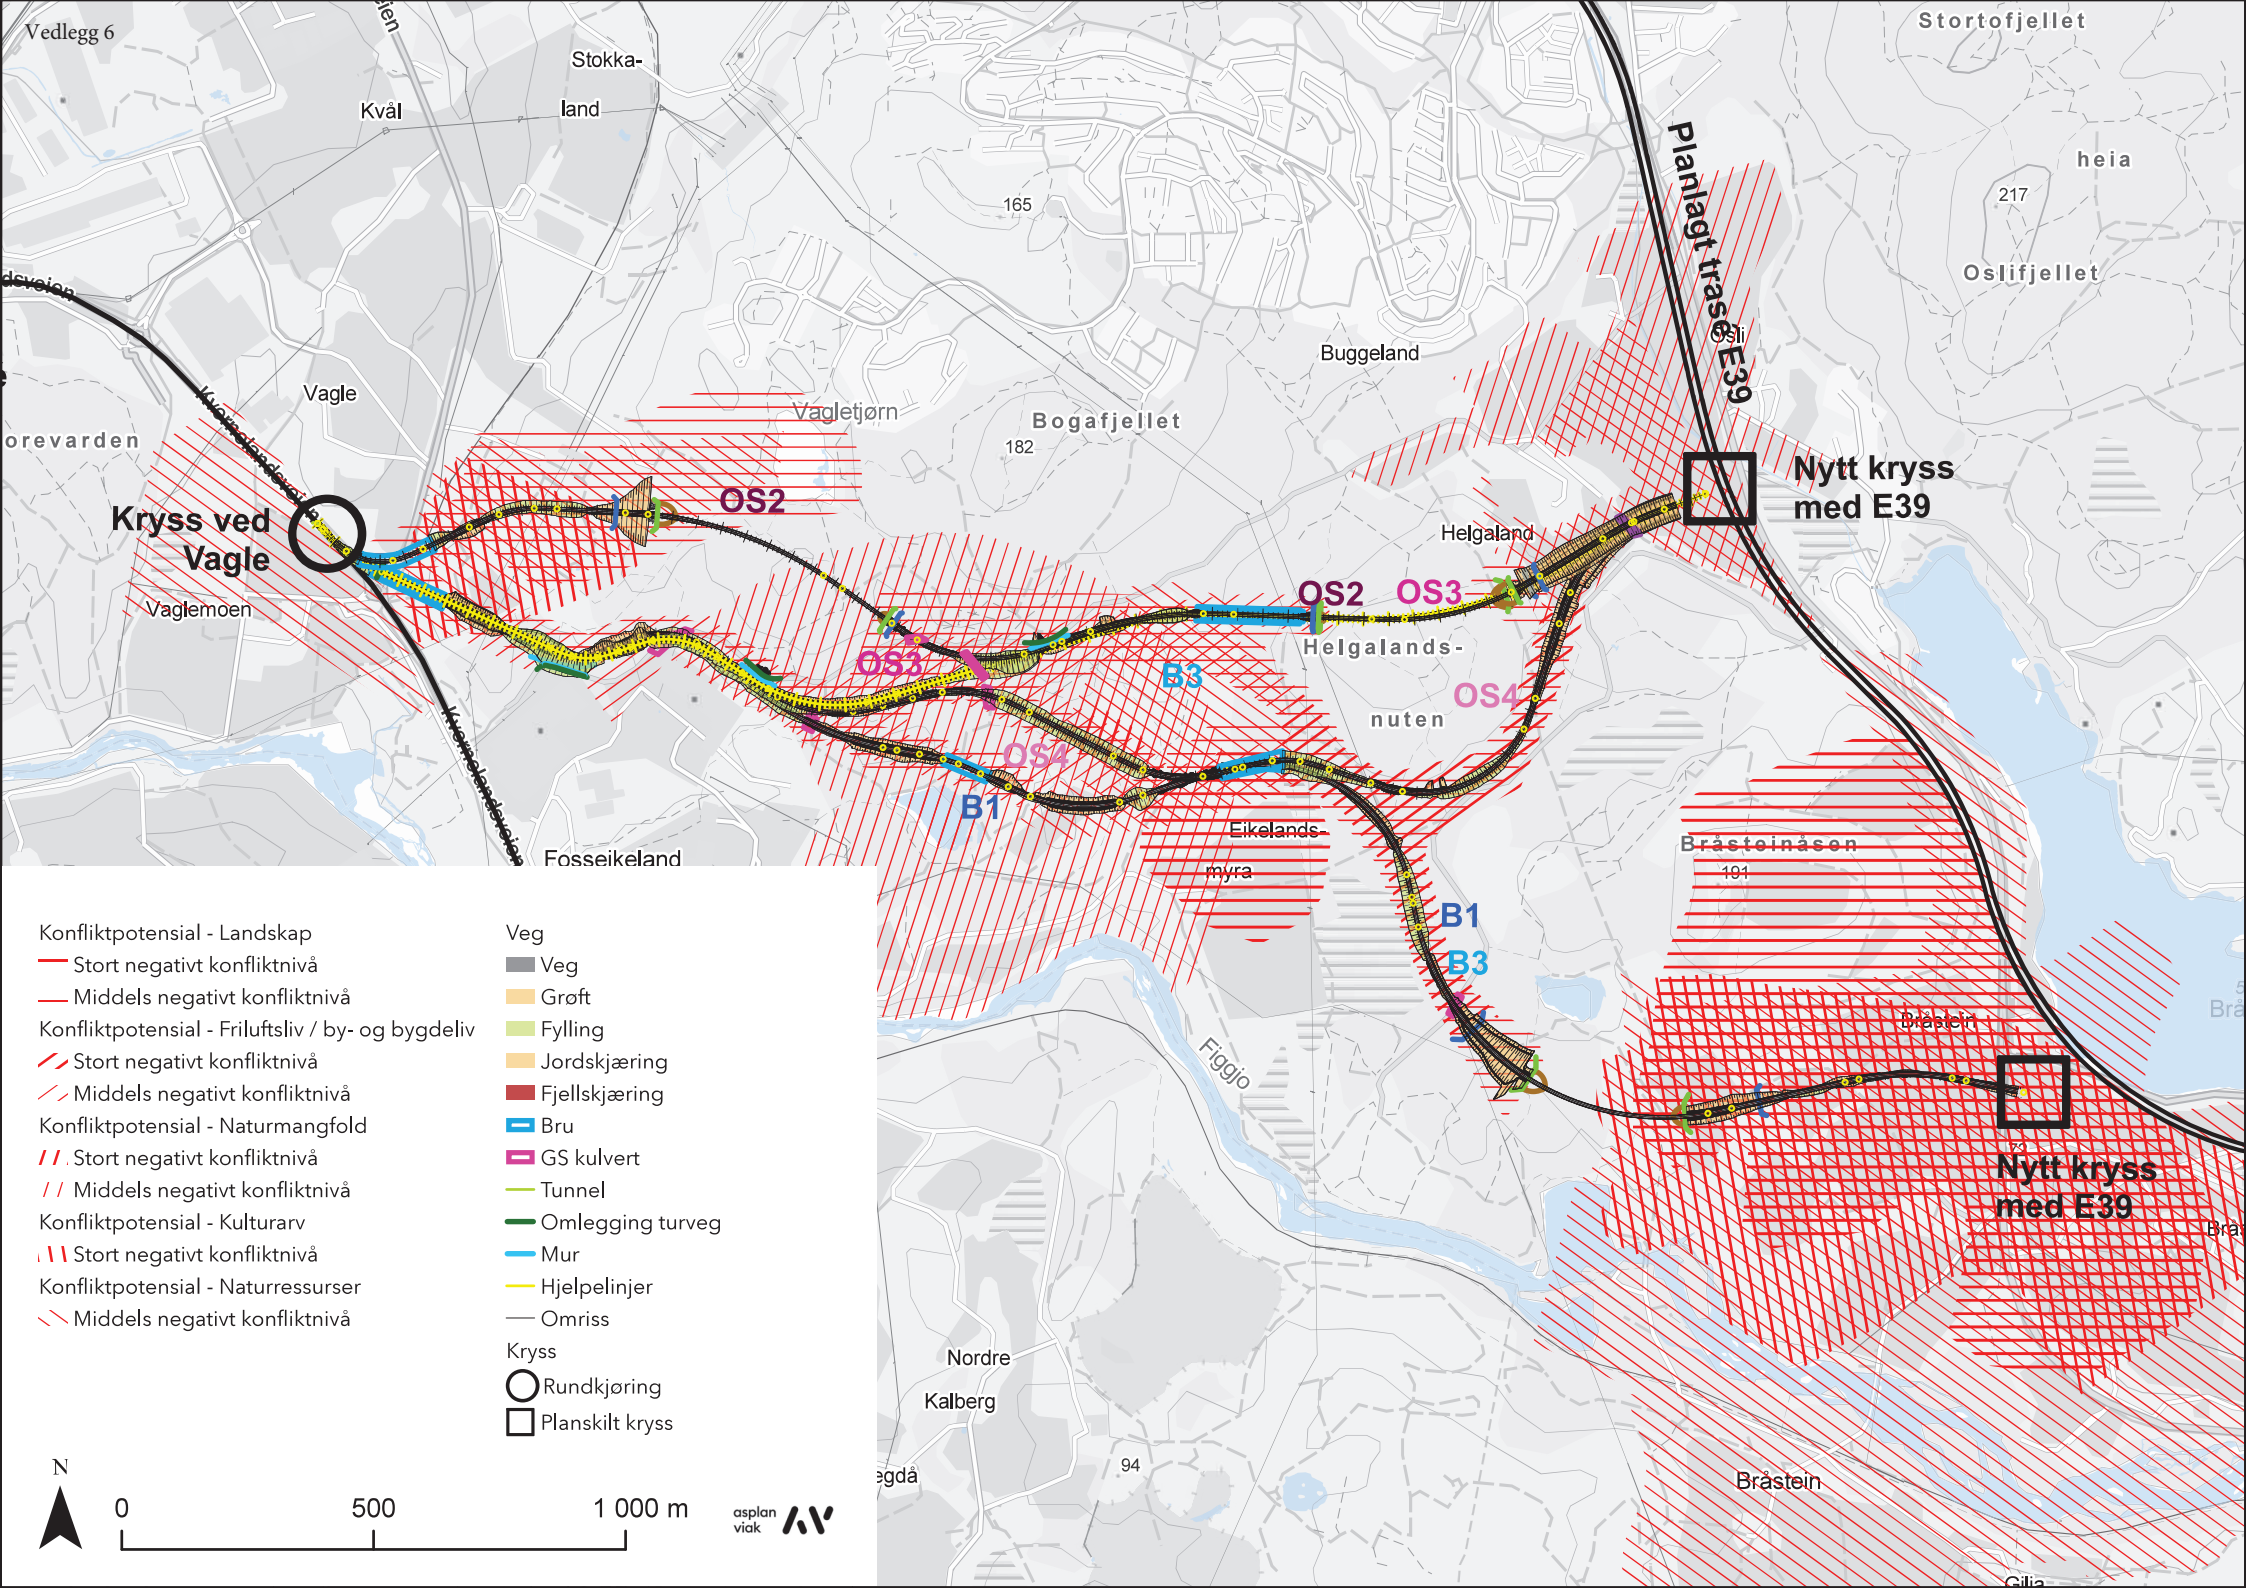 Vedlegg 6
Stortofjellet
Stokka-
land
Kvål
heia
217
165
Planlagt trase E39
Oslifjellet
dsveien
Osli
Buggeland
Vagle
Vagletjørn
Bogafjellet
182
orevarden
Kvernelandsveien
Nytt kryss
med E39
OS2
Kryss ved
Vagle
Helgaland
OS2
OS3
Vaglemoen
Helgalands-
nuten
OS3
B3
OS4
Kvernelandsveien
OS4
B1
Eikelands-
myra
Bråsteinåsen
191
Fosseikeland
B1
B3
Bråstein
Figgjo
Nytt kryss
med E39
Konfliktpotensial - Landskap
Stort negativt konfliktnivå
Middels negativt konfliktnivå
Konfliktpotensial - Friluftsliv / by- og bygdeliv
Stort negativt konfliktnivå
Middels negativt konfliktnivå
Konfliktpotensial - Naturmangfold
Stort negativt konfliktnivå
Middels negativt konfliktnivå
Konfliktpotensial - Kulturarv
Stort negativt konfliktnivå
Konfliktpotensial - Naturressurser
Middels negativt konfliktnivå
Veg
Veg
Grøft
Fylling
Jordskjæring
Fjellskjæring
Bru
GS kulvert
Tunnel
Omlegging turveg
Mur
Hjelpelinjer
Omriss
Kryss
Rundkjøring
Planskilt kryss
Nordre
Kalberg
egdå
94
Bråstein
N
0 500 1 000 m
asplan
viak